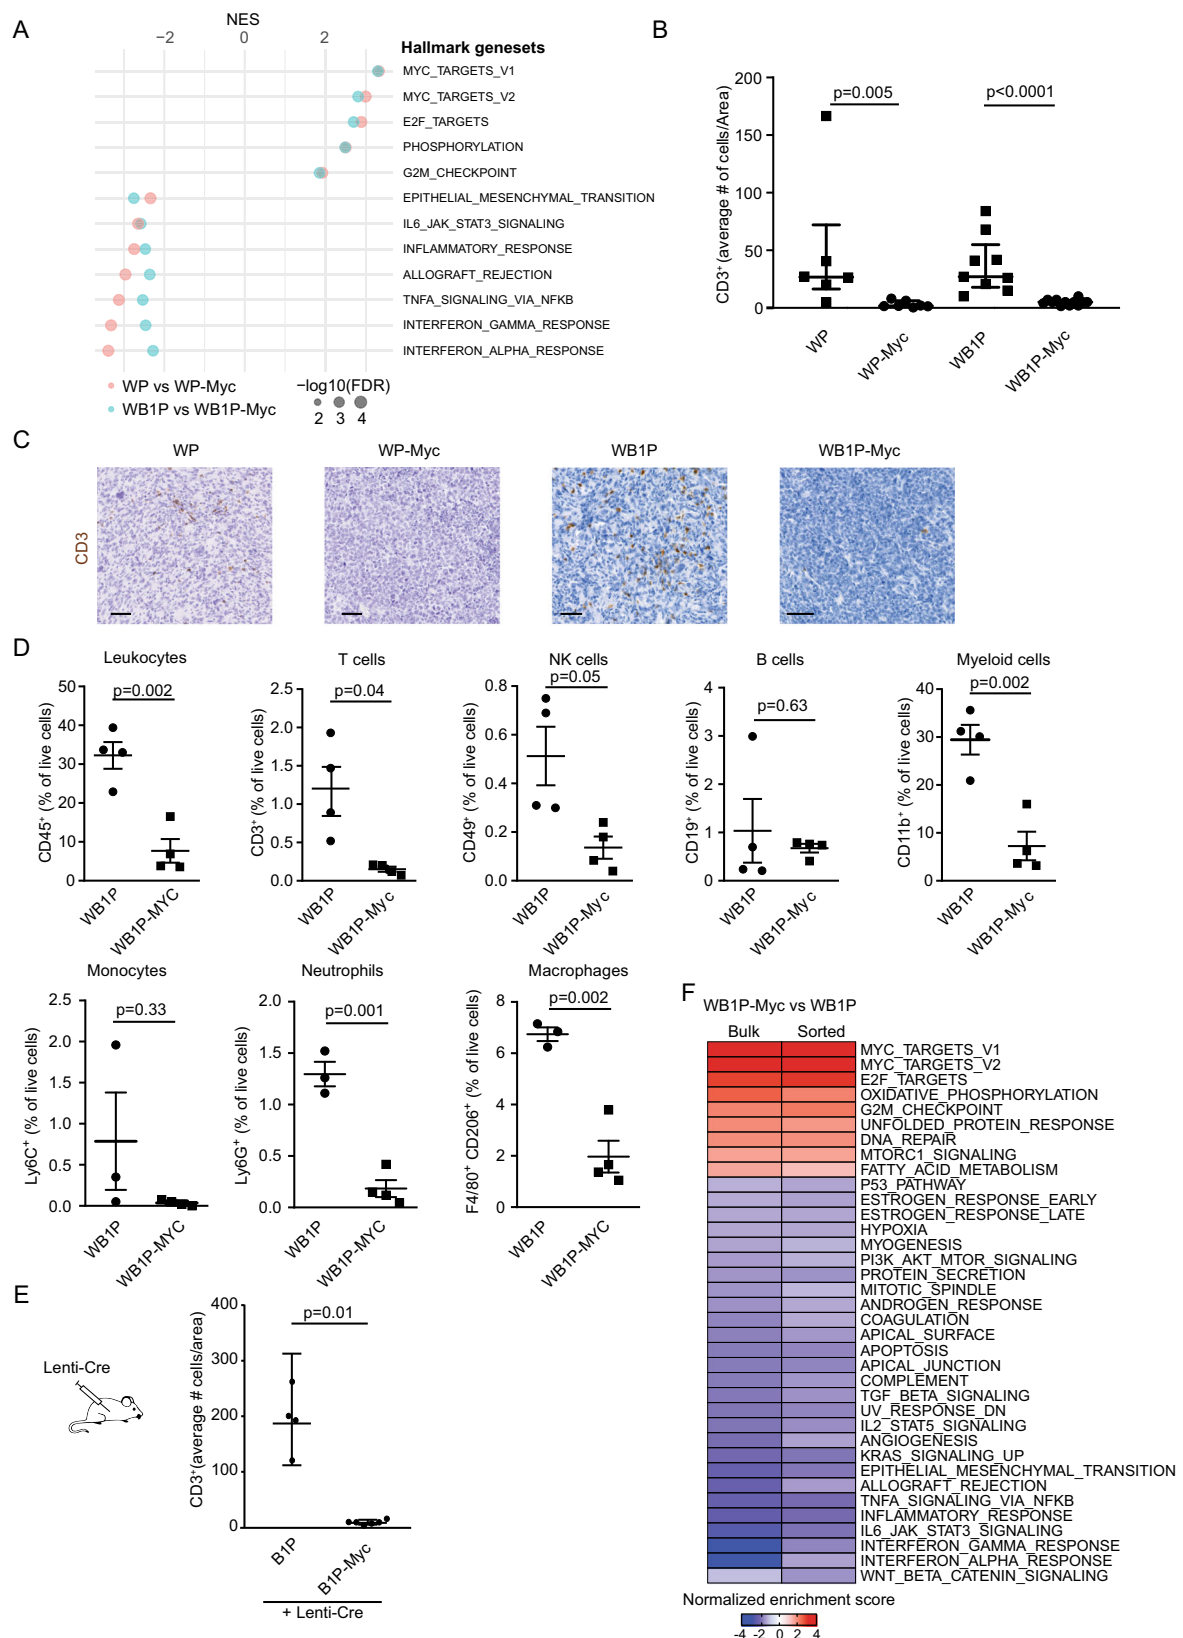 A
NES
−2 0 2
Hallmark genesets
MYC_TARGETS_V1
MYC_TARGETS_V2
E2F_TARGETS
PHOSPHORYLATION
G2M_CHECKPOINT
EPITHELIAL_MESENCHYMAL_TRANSITION
IL6_JAK_STAT3_SIGNALING
INFLAMMATORY_RESPONSE
ALLOGRAFT_REJECTION
TNFA_SIGNALING_VIA_NFKB
INTERFERON_GAMMA_RESPONSE
INTERFERON_ALPHA_RESPONSE
WP vs WP-Myc
WB1P vs WB1P-Myc
−log10(FDR)
2 3 4
B
CD3⁺ (average # of cells/Area)
200
150
100
50
0
p=0.005
p<0.0001
WP
WP-Myc
WB1P
WB1P-Myc
C
WP
WP-Myc
WB1P
WB1P-Myc
CD3
D
Leukocytes
p=0.002
CD45⁺ (% of live cells)
50
40
30
20
10
0
WB1P
WB1P-MYC
T cells
p=0.04
CD3⁺ (% of live cells)
2.5
2.0
1.5
1.0
0.5
0.0
WB1P
WB1P-Myc
NK cells
p=0.05
CD49⁺ (% of live cells)
0.8
0.6
0.4
0.2
0.0
WB1P
WB1P-Myc
B cells
p=0.63
CD19⁺ (% of live cells)
4
3
2
1
0
WB1P
WB1P-Myc
Myeloid cells
p=0.002
CD11b⁺ (% of live cells)
40
30
20
10
0
WB1P
WB1P-Myc
Monocytes
p=0.33
Ly6C⁺ (% of live cells)
2.5
2.0
1.5
1.0
0.5
0.0
WB1P
WB1P-MYC
Neutrophils
p=0.001
Ly6G⁺ (% of live cells)
2.0
1.5
1.0
0.5
0.0
WB1P
WB1P-MYC
Macrophages
p=0.002
F4/80⁺ CD206⁺ (% of live cells)
8
6
4
2
0
WB1P
WB1P-MYC
E
Lenti-Cre
CD3⁺(average # cells/area)
400
300
200
100
0
p=0.01
B1P
B1P-Myc
+ Lenti-Cre
F
WB1P-Myc vs WB1P
Bulk Sorted
MYC_TARGETS_V1
MYC_TARGETS_V2
E2F_TARGETS
OXIDATIVE_PHOSPHORYLATION
G2M_CHECKPOINT
UNFOLDED_PROTEIN_RESPONSE
DNA_REPAIR
MTORC1_SIGNALING
FATTY_ACID_METABOLISM
P53_PATHWAY
ESTROGEN_RESPONSE_EARLY
ESTROGEN_RESPONSE_LATE
HYPOXIA
MYOGENESIS
PI3K_AKT_MTOR_SIGNALING
PROTEIN_SECRETION
MITOTIC_SPINDLE
ANDROGEN_RESPONSE
COAGULATION
APICAL_SURFACE
APOPTOSIS
APICAL_JUNCTION
COMPLEMENT
TGF_BETA_SIGNALING
UV_RESPONSE_DN
IL2_STAT5_SIGNALING
ANGIOGENESIS
KRAS_SIGNALING_UP
EPITHELIAL_MESENCHYMAL_TRANSITION
ALLOGRAFT_REJECTION
TNFA_SIGNALING_VIA_NFKB
INFLAMMATORY_RESPONSE
IL6_JAK_STAT3_SIGNALING
INTERFERON_GAMMA_RESPONSE
INTERFERON_ALPHA_RESPONSE
WNT_BETA_CATENIN_SIGNALING
Normalized enrichment score
-4 -2 0 2 4